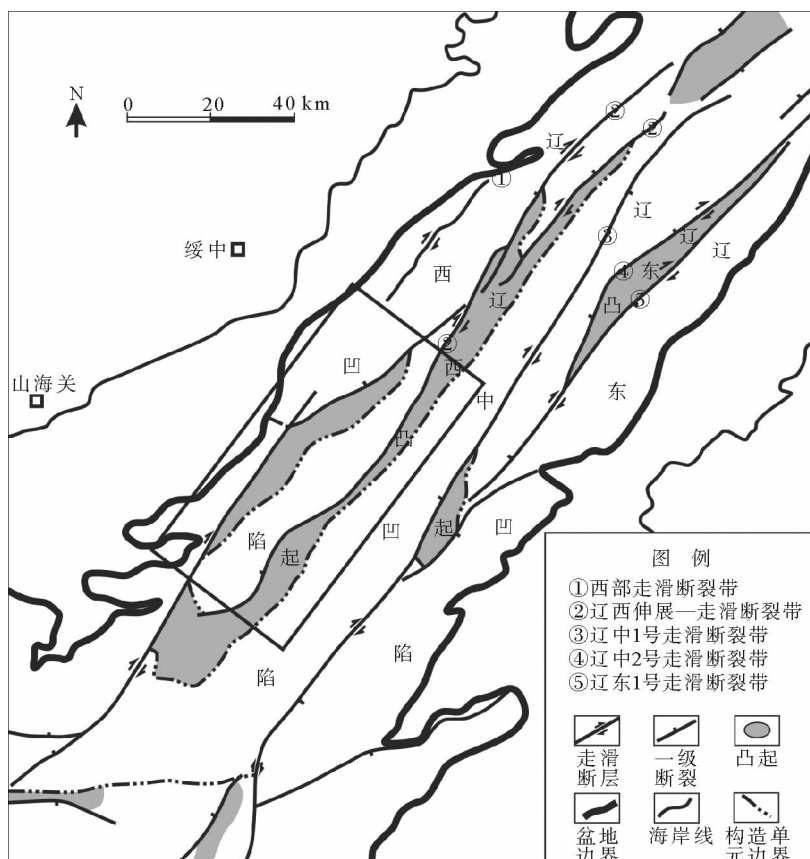 N
0 20 40 km
绥中
山海关
①
②
②
②
③
④
⑤
辽
西
凹
陷
辽
西
凸
起
辽
中
凹
陷
辽
东
凸
起
辽
东
凹
陷
图 例
①西部走滑断裂带
②辽西伸展—走滑断裂带
③辽中1号走滑断裂带
④辽中2号走滑断裂带
⑤辽东1号走滑断裂带
走滑
断层
一级
断裂
凸起
盆地
边界
海岸线
构造单
元边界